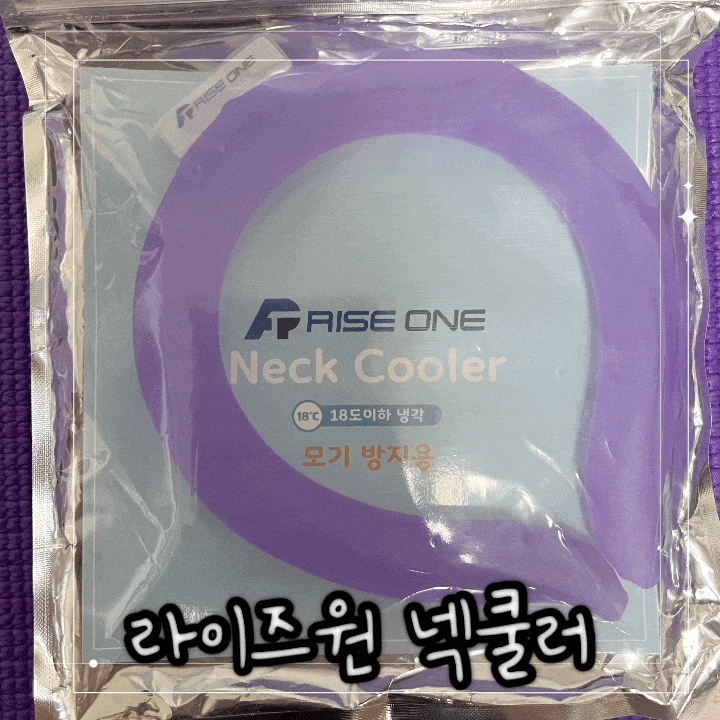 RISE ONE
RISE ONE
Neck Cooler
18℃ 18도이하 냉각
모기 방지용
라이즈원 넥쿨러